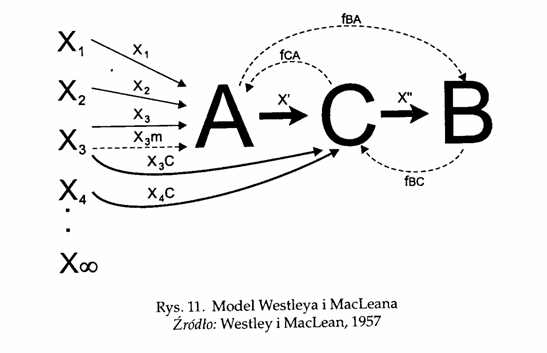 X1
X2
X3
X4
X∞
X1
X2
X3
X3m
X3C
X4C
A
X'
C
X"
B
fBA
fCA
fBC
Rys. 11. Model Westleya i MacLeana
Źródło: Westley i MacLean, 1957